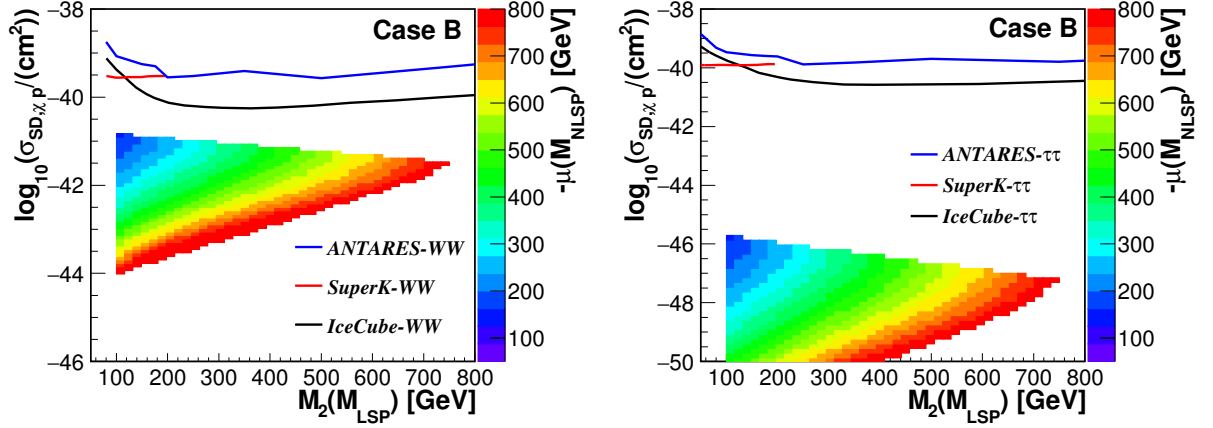 Case B
log10(σSD,χ p/(cm²))
−38
−40
−42
−44
−46
ANTARES-WW
SuperK-WW
IceCube-WW
100 200 300 400 500 600 700 800
M2(MLSP) [GeV]
800
700
600
500
400
300
200
100
-μ(MNLSP) [GeV]
Case B
log10(σSD,χ p/(cm²))
−38
−40
−42
−44
−46
−48
−50
ANTARES-ττ
SuperK-ττ
IceCube-ττ
100 200 300 400 500 600 700 800
M2(MLSP) [GeV]
800
700
600
500
400
300
200
100
-μ(MNLSP) [GeV]